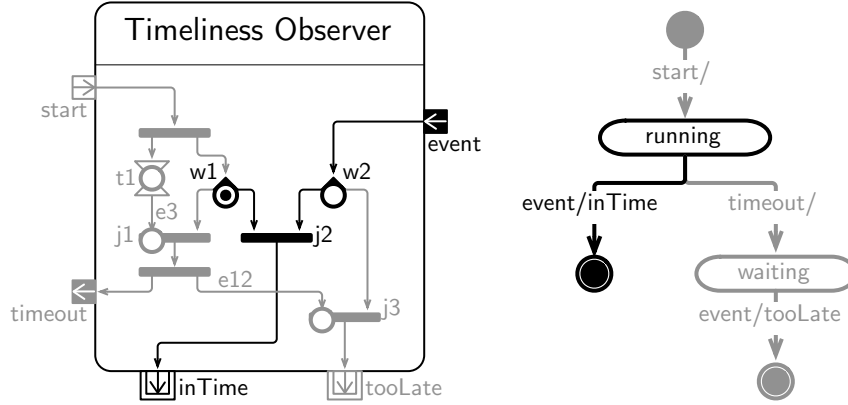 Timeliness Observer
start
event
t1
w1
w2
e3
j1
j2
e12
timeout
j3
inTime
tooLate
start/
running
event/inTime
timeout/
waiting
event/tooLate